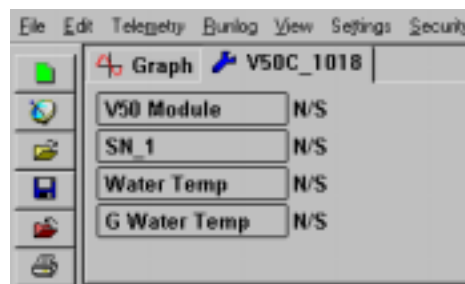 File Edit Telemetry Runlog View Settings Security
Graph V50C_1018
V50 Module N/S
SN_1 N/S
Water Temp N/S
G Water Temp N/S